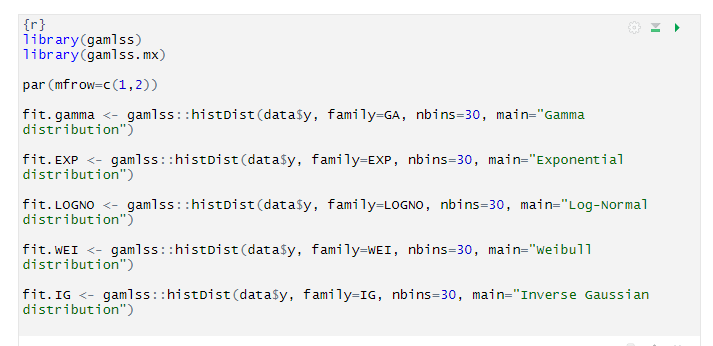 {r}
library(gamlss)
library(gamlss.mx)
par(mfrow=c(1,2))
fit.gamma <- gamlss::histDist(data$y, family=GA, nbins=30, main="Gamma
distribution")
fit.EXP <- gamlss::histDist(data$y, family=EXP, nbins=30, main="Exponential
distribution")
fit.LOGNO <- gamlss::histDist(data$y, family=LOGNO, nbins=30, main="Log-Normal
distribution")
fit.WEI <- gamlss::histDist(data$y, family=WEI, nbins=30, main="Weibull
distribution")
fit.IG <- gamlss::histDist(data$y, family=IG, nbins=30, main="Inverse Gaussian
distribution")